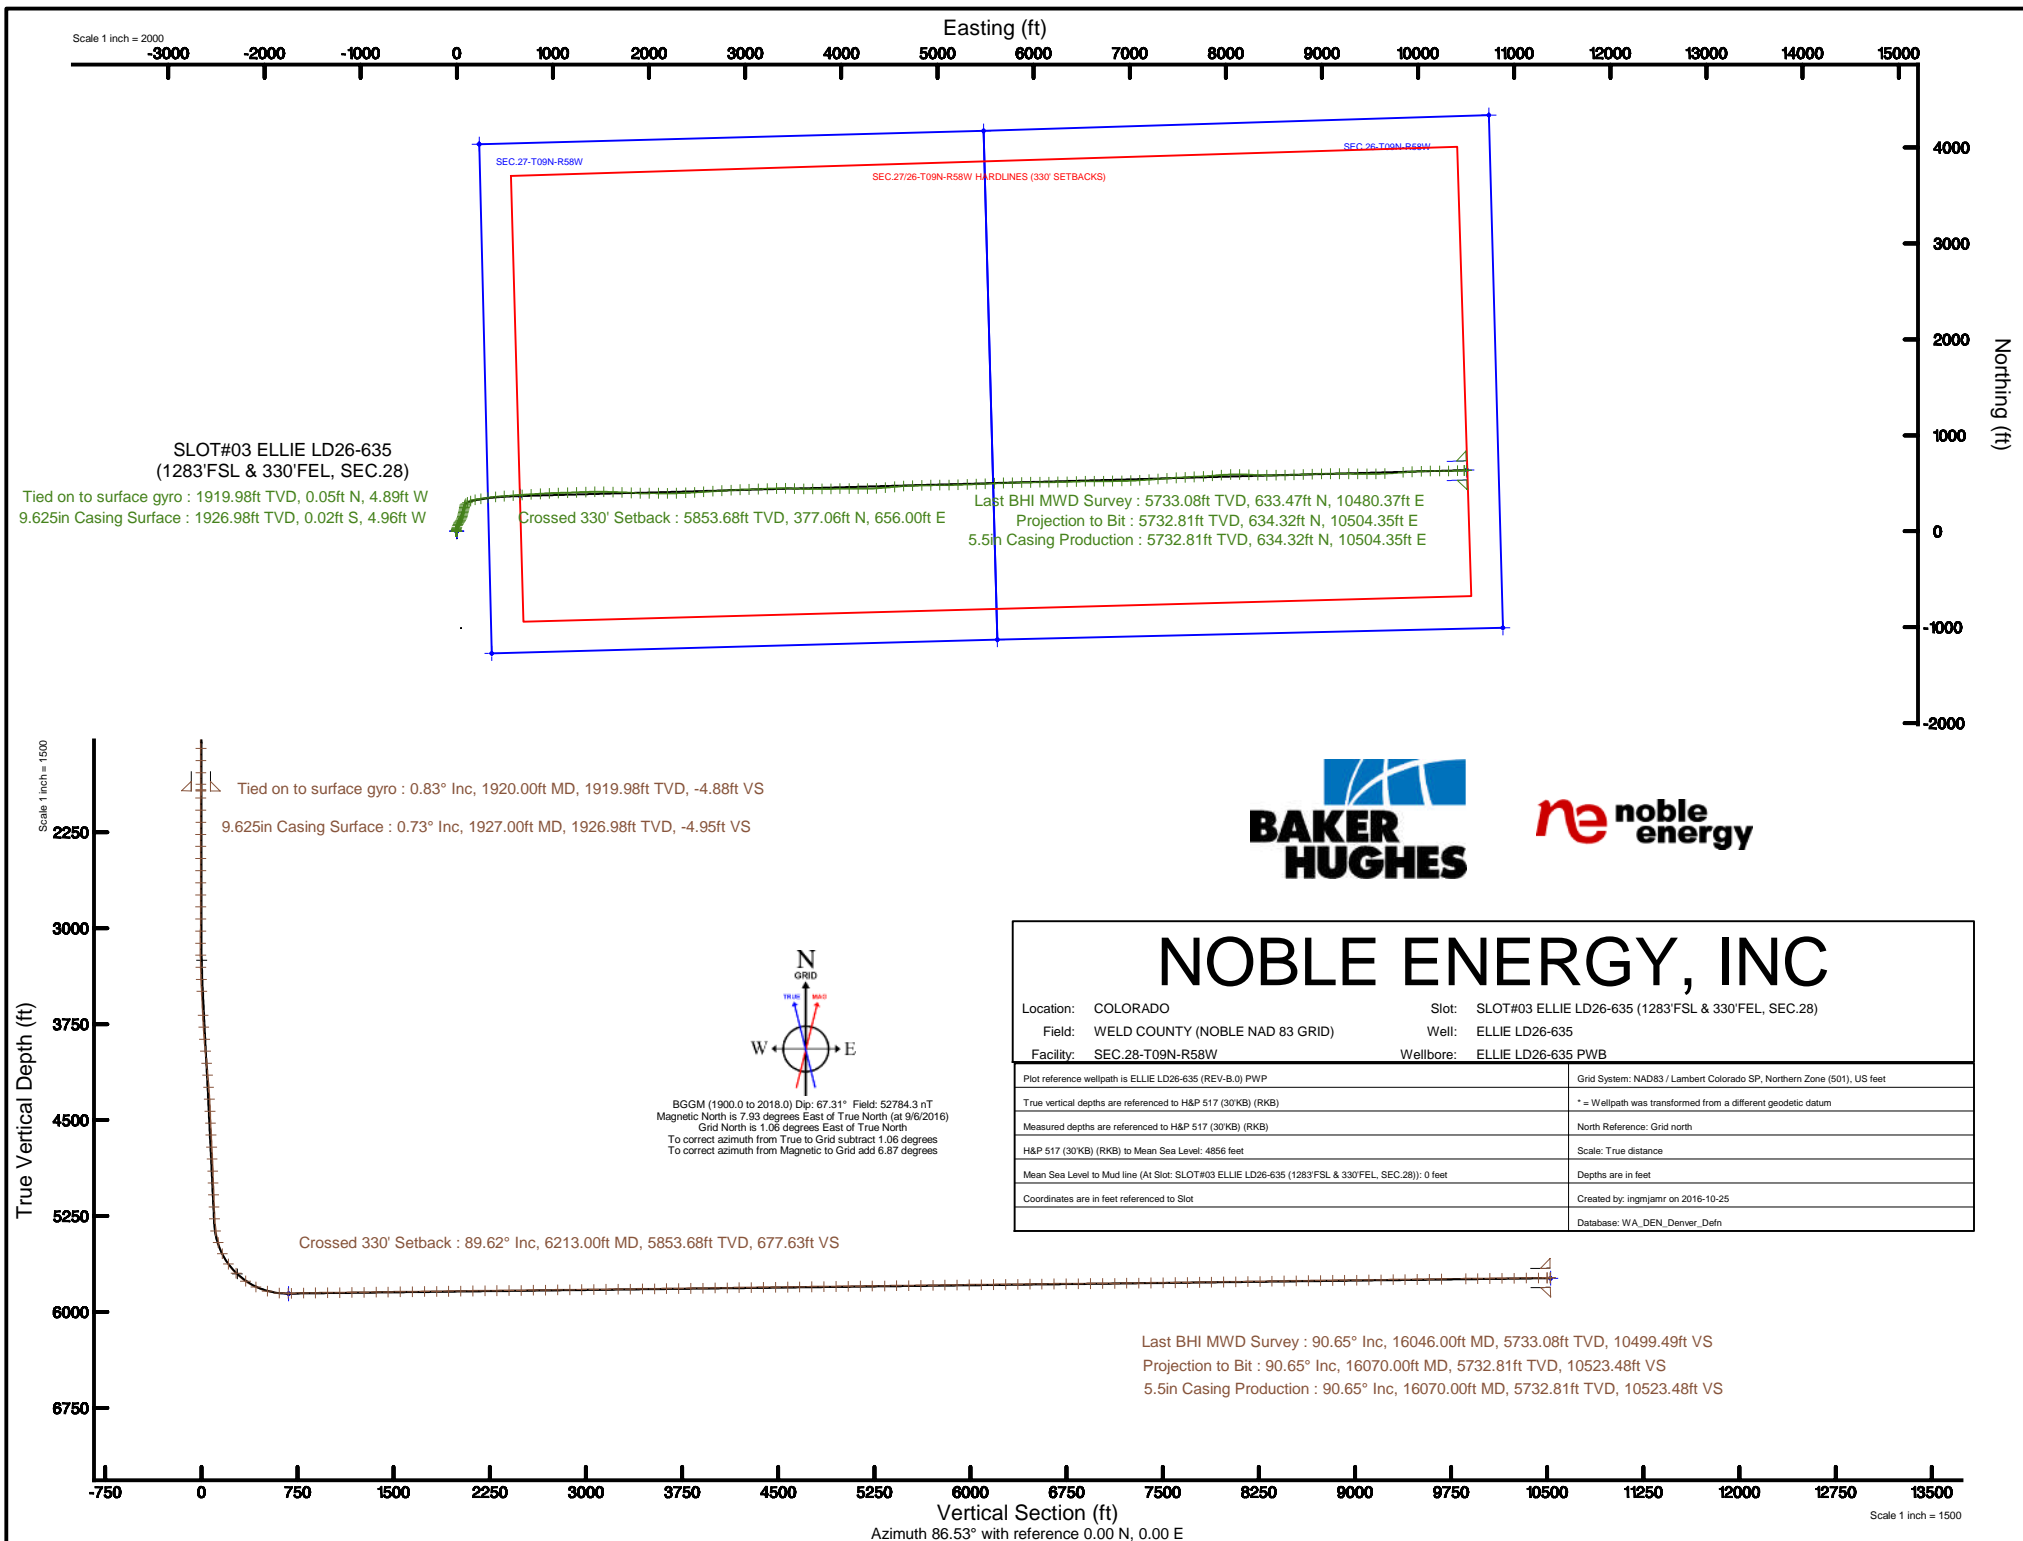 Easting (ft)
Scale 1 inch = 2000
-3000 -2000 -1000 0 1000 2000 3000 4000 5000 6000 7000 8000 9000 10000 11000 12000 13000 14000 15000
SEC.27-T09N-R58W
SEC.26-T09N-R58W
SEC.27/26-T09N-R58W HARDLINES (330' SETBACKS)
4000
3000
2000
1000
0
-1000
-2000
Northing (ft)
SLOT#03 ELLIE LD26-635
(1283'FSL & 330'FEL, SEC.28)
Tied on to surface gyro : 1919.98ft TVD, 0.05ft N, 4.89ft W
9.625in Casing Surface : 1926.98ft TVD, 0.02ft S, 4.96ft W
Crossed 330' Setback : 5853.68ft TVD, 377.06ft N, 656.00ft E
Last BHI MWD Survey : 5733.08ft TVD, 633.47ft N, 10480.37ft E
Projection to Bit : 5732.81ft TVD, 634.32ft N, 10504.35ft E
5.5in Casing Production : 5732.81ft TVD, 634.32ft N, 10504.35ft E
Scale 1 inch = 1500
True Vertical Depth (ft)
2250
3000
3750
4500
5250
6000
6750
Tied on to surface gyro : 0.83° Inc, 1920.00ft MD, 1919.98ft TVD, -4.88ft VS
9.625in Casing Surface : 0.73° Inc, 1927.00ft MD, 1926.98ft TVD, -4.95ft VS
BAKER
HUGHES
ne noble
energy
N
GRID
TRUE MAG
W E
BGGM (1900.0 to 2018.0) Dip: 67.31° Field: 52784.3 nT
Magnetic North is 7.93 degrees East of True North (at 9/6/2016)
Grid North is 1.06 degrees East of True North
To correct azimuth from True to Grid subtract 1.06 degrees
To correct azimuth from Magnetic to Grid add 6.87 degrees
NOBLE ENERGY, INC
Location: COLORADO Slot: SLOT#03 ELLIE LD26-635 (1283'FSL & 330'FEL, SEC.28)
Field: WELD COUNTY (NOBLE NAD 83 GRID) Well: ELLIE LD26-635
Facility: SEC.28-T09N-R58W Wellbore: ELLIE LD26-635 PWB
Plot reference wellpath is ELLIE LD26-635 (REV-B.0) PWP Grid System: NAD83 / Lambert Colorado SP, Northern Zone (501), US feet
True vertical depths are referenced to H&P 517 (30'KB) (RKB) * = Wellpath was transformed from a different geodetic datum
Measured depths are referenced to H&P 517 (30'KB) (RKB) North Reference: Grid north
H&P 517 (30'KB) (RKB) to Mean Sea Level: 4856 feet Scale: True distance
Mean Sea Level to Mud line (At Slot: SLOT#03 ELLIE LD26-635 (1283'FSL & 330'FEL, SEC.28)): 0 feet Depths are in feet
Coordinates are in feet referenced to Slot Created by: ingmjamr on 2016-10-25
Database: WA_DEN_Denver_Defn
Crossed 330' Setback : 89.62° Inc, 6213.00ft MD, 5853.68ft TVD, 677.63ft VS
Last BHI MWD Survey : 90.65° Inc, 16046.00ft MD, 5733.08ft TVD, 10499.49ft VS
Projection to Bit : 90.65° Inc, 16070.00ft MD, 5732.81ft TVD, 10523.48ft VS
5.5in Casing Production : 90.65° Inc, 16070.00ft MD, 5732.81ft TVD, 10523.48ft VS
-750 0 750 1500 2250 3000 3750 4500 5250 6000 6750 7500 8250 9000 9750 10500 11250 12000 12750 13500
Vertical Section (ft)
Scale 1 inch = 1500
Azimuth 86.53° with reference 0.00 N, 0.00 E